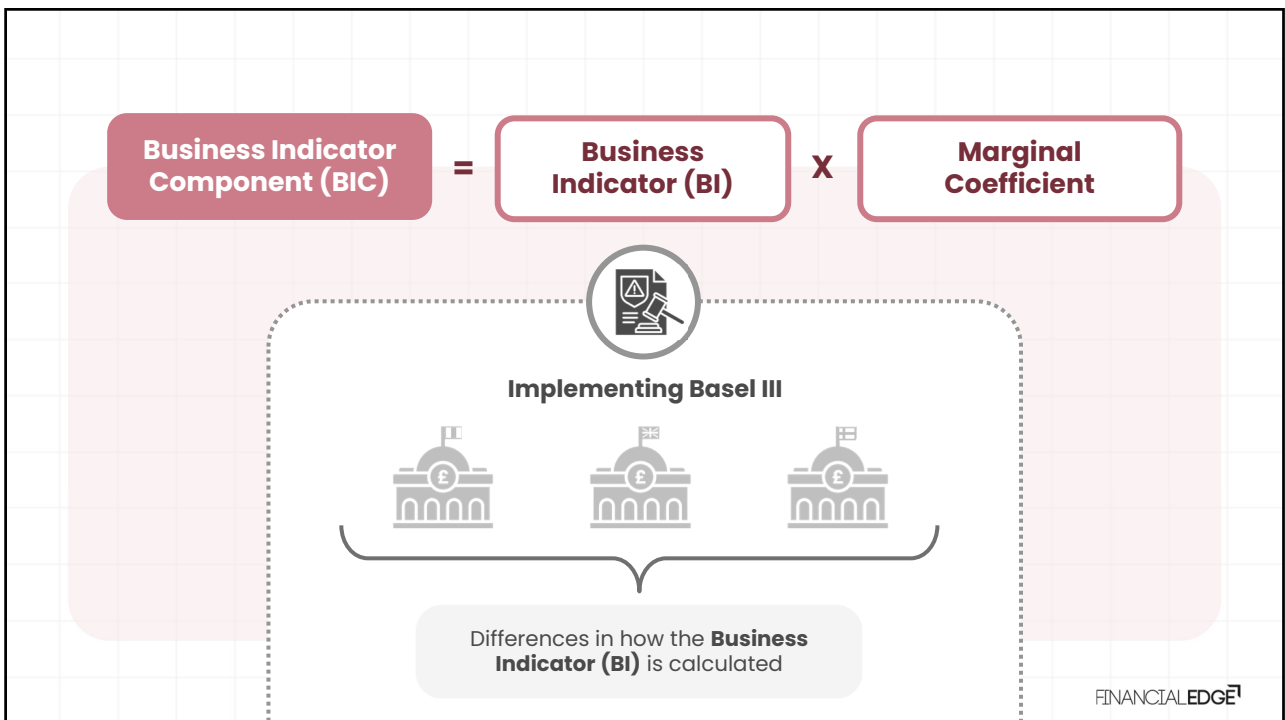 Business Indicator
Component (BIC)
=
Business
Indicator (BI)
X
Marginal
Coefficient
Implementing Basel III
£
£
£
Differences in how the Business
Indicator (BI) is calculated
FINANCIALEDGE